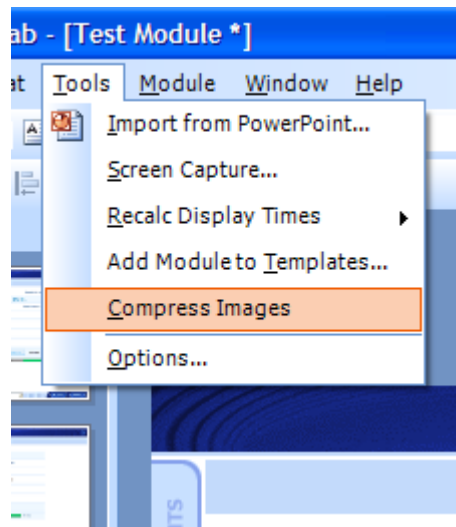 ab - [Test Module *]
at Tools Module Window Help
Import from PowerPoint...
Screen Capture...
Recalc Display Times
Add Module to Templates...
Compress Images
Options...
TS